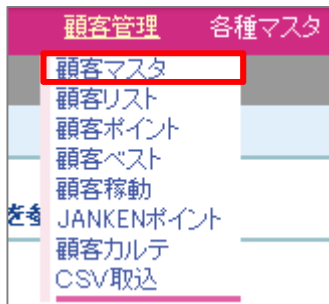 顧客管理 各種マスタ
顧客マスタ
顧客リスト
顧客ポイント
顧客ベスト
顧客稼動
を参
JANKENポイント
顧客カルテ
CSV取込